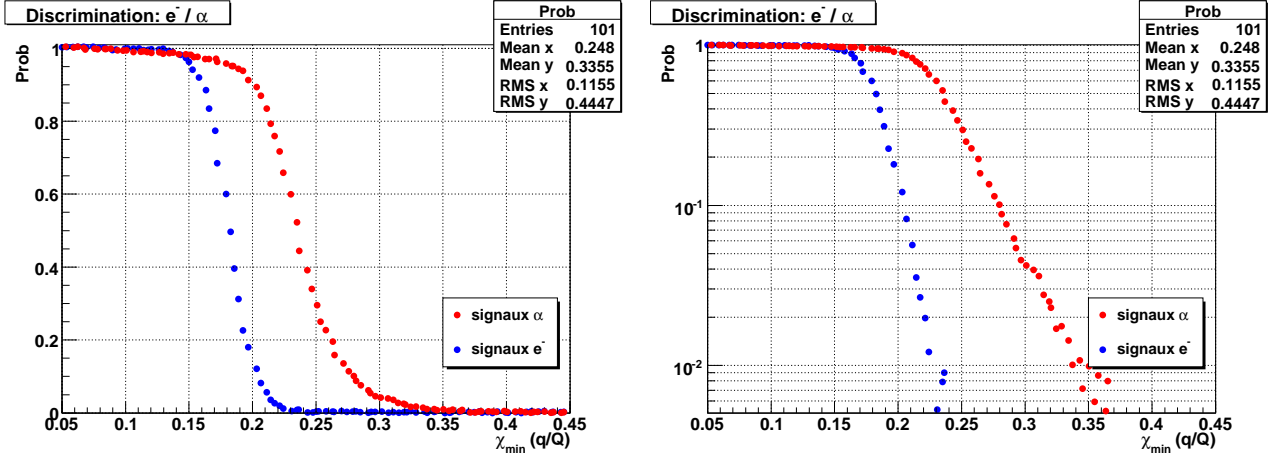 Discrimination: e⁻ / α
Prob
Entries 101
Mean x 0.248
Mean y 0.3355
RMS x 0.1155
RMS y 0.4447
Prob
1
0.8
0.6
0.4
0.2
0
signaux α
signaux e⁻
0.05 0.1 0.15 0.2 0.25 0.3 0.35 0.4 0.45
χmin (q/Q)
Discrimination: e⁻ / α
Prob
Entries 101
Mean x 0.248
Mean y 0.3355
RMS x 0.1155
RMS y 0.4447
Prob
1
10⁻¹
10⁻²
signaux α
signaux e⁻
0.05 0.1 0.15 0.2 0.25 0.3 0.35 0.4 0.45
χmin (q/Q)